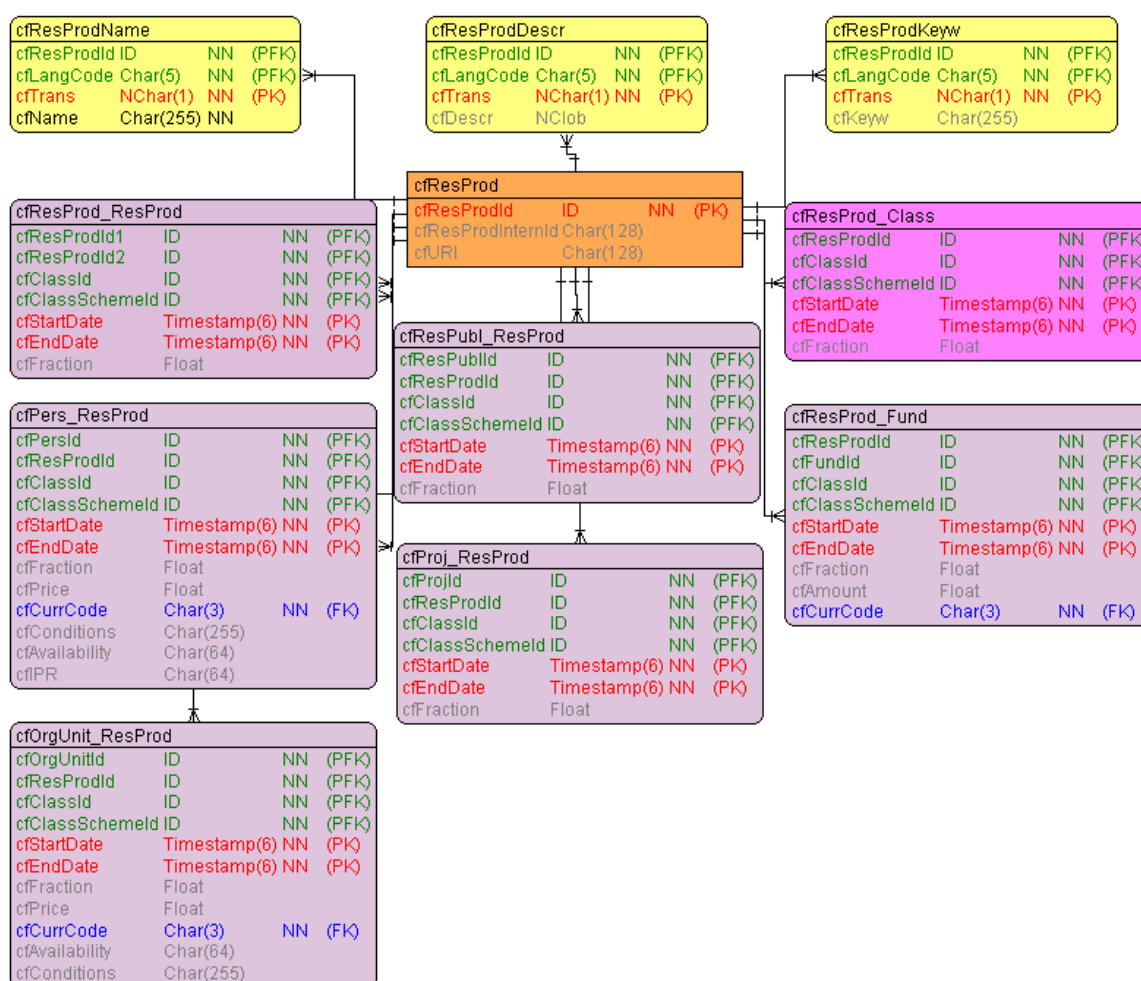 cfResProdName
cfResProdId ID NN (PFK)
cfLangCode Char(5) NN (PFK)
cfTrans NChar(1) NN (PK)
cfName Char(255) NN
cfResProdDescr
cfResProdId ID NN (PFK)
cfLangCode Char(5) NN (PFK)
cfTrans NChar(1) NN (PK)
cfDescr NClob
cfResProdKeyw
cfResProdId ID NN (PFK)
cfLangCode Char(5) NN (PFK)
cfTrans NChar(1) NN (PK)
cfKeyw Char(255)
cfResProd
cfResProdId ID NN (PK)
cfResProdInternId Char(128)
cfURI Char(128)
cfResProd_ResProd
cfResProdId1 ID NN (PFK)
cfResProdId2 ID NN (PFK)
cfClassId ID NN (PFK)
cfClassSchemeId ID NN (PFK)
cfStartDate Timestamp(6) NN (PK)
cfEndDate Timestamp(6) NN (PK)
cfFraction Float
cfResProd_Class
cfResProdId ID NN (PFK)
cfClassId ID NN (PFK)
cfClassSchemeId ID NN (PFK)
cfStartDate Timestamp(6) NN (PK)
cfEndDate Timestamp(6) NN (PK)
cfFraction Float
cfResPubl_ResProd
cfResPublId ID NN (PFK)
cfResProdId ID NN (PFK)
cfClassId ID NN (PFK)
cfClassSchemeId ID NN (PFK)
cfStartDate Timestamp(6) NN (PK)
cfEndDate Timestamp(6) NN (PK)
cfFraction Float
cfPers_ResProd
cfPersId ID NN (PFK)
cfResProdId ID NN (PFK)
cfClassId ID NN (PFK)
cfClassSchemeId ID NN (PFK)
cfStartDate Timestamp(6) NN (PK)
cfEndDate Timestamp(6) NN (PK)
cfFraction Float
cfPrice Float
cfCurrCode Char(3) NN (FK)
cfConditions Char(255)
cfAvailability Char(64)
cfIPR Char(64)
cfResProd_Fund
cfResProdId ID NN (PFK)
cfFundId ID NN (PFK)
cfClassId ID NN (PFK)
cfClassSchemeId ID NN (PFK)
cfStartDate Timestamp(6) NN (PK)
cfEndDate Timestamp(6) NN (PK)
cfFraction Float
cfAmount Float
cfCurrCode Char(3) NN (FK)
cfProj_ResProd
cfProjId ID NN (PFK)
cfResProdId ID NN (PFK)
cfClassId ID NN (PFK)
cfClassSchemeId ID NN (PFK)
cfStartDate Timestamp(6) NN (PK)
cfEndDate Timestamp(6) NN (PK)
cfFraction Float
cfOrgUnit_ResProd
cfOrgUnitId ID NN (PFK)
cfResProdId ID NN (PFK)
cfClassId ID NN (PFK)
cfClassSchemeId ID NN (PFK)
cfStartDate Timestamp(6) NN (PK)
cfEndDate Timestamp(6) NN (PK)
cfFraction Float
cfPrice Float
cfCurrCode Char(3) NN (FK)
cfAvailability Char(64)
cfConditions Char(255)